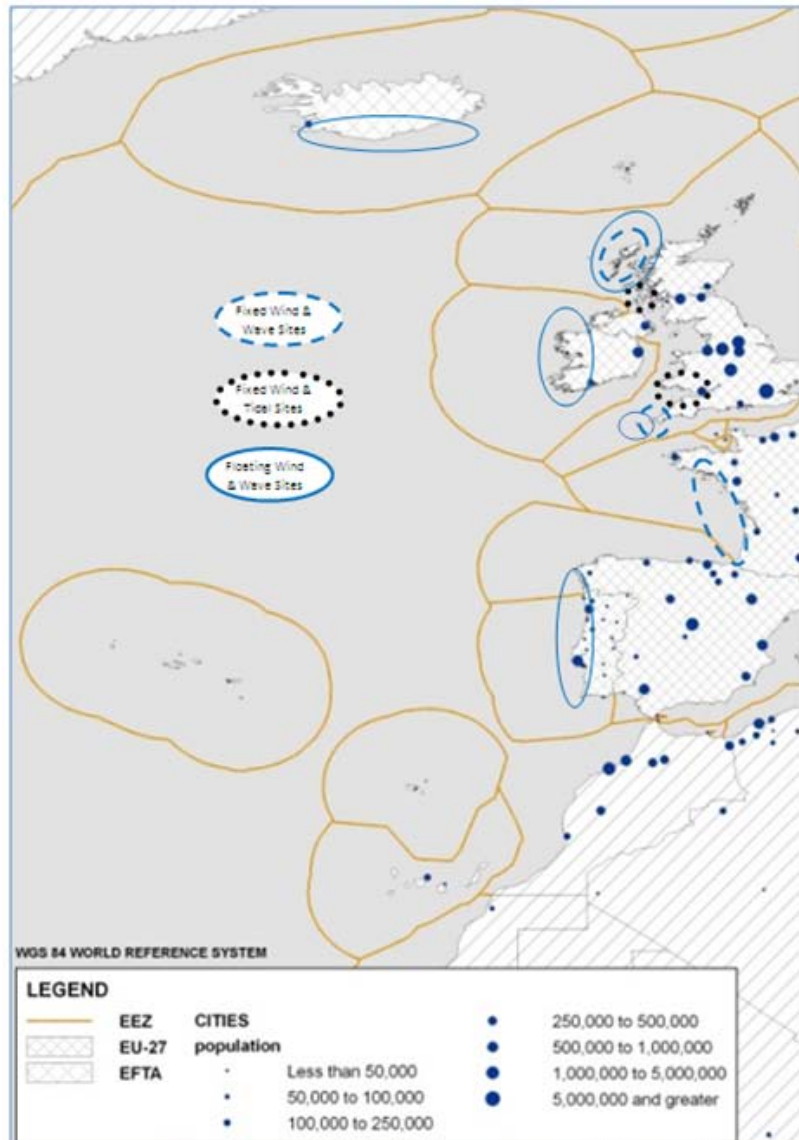 Fixed Wind &
Wave Sites
Fixed Wind &
Tidal Sites
Floating Wind
& Wave Sites
WGS 84 WORLD REFERENCE SYSTEM
LEGEND
EEZ
EU-27
EFTA
CITIES
population
Less than 50,000
50,000 to 100,000
100,000 to 250,000
250,000 to 500,000
500,000 to 1,000,000
1,000,000 to 5,000,000
5,000,000 and greater